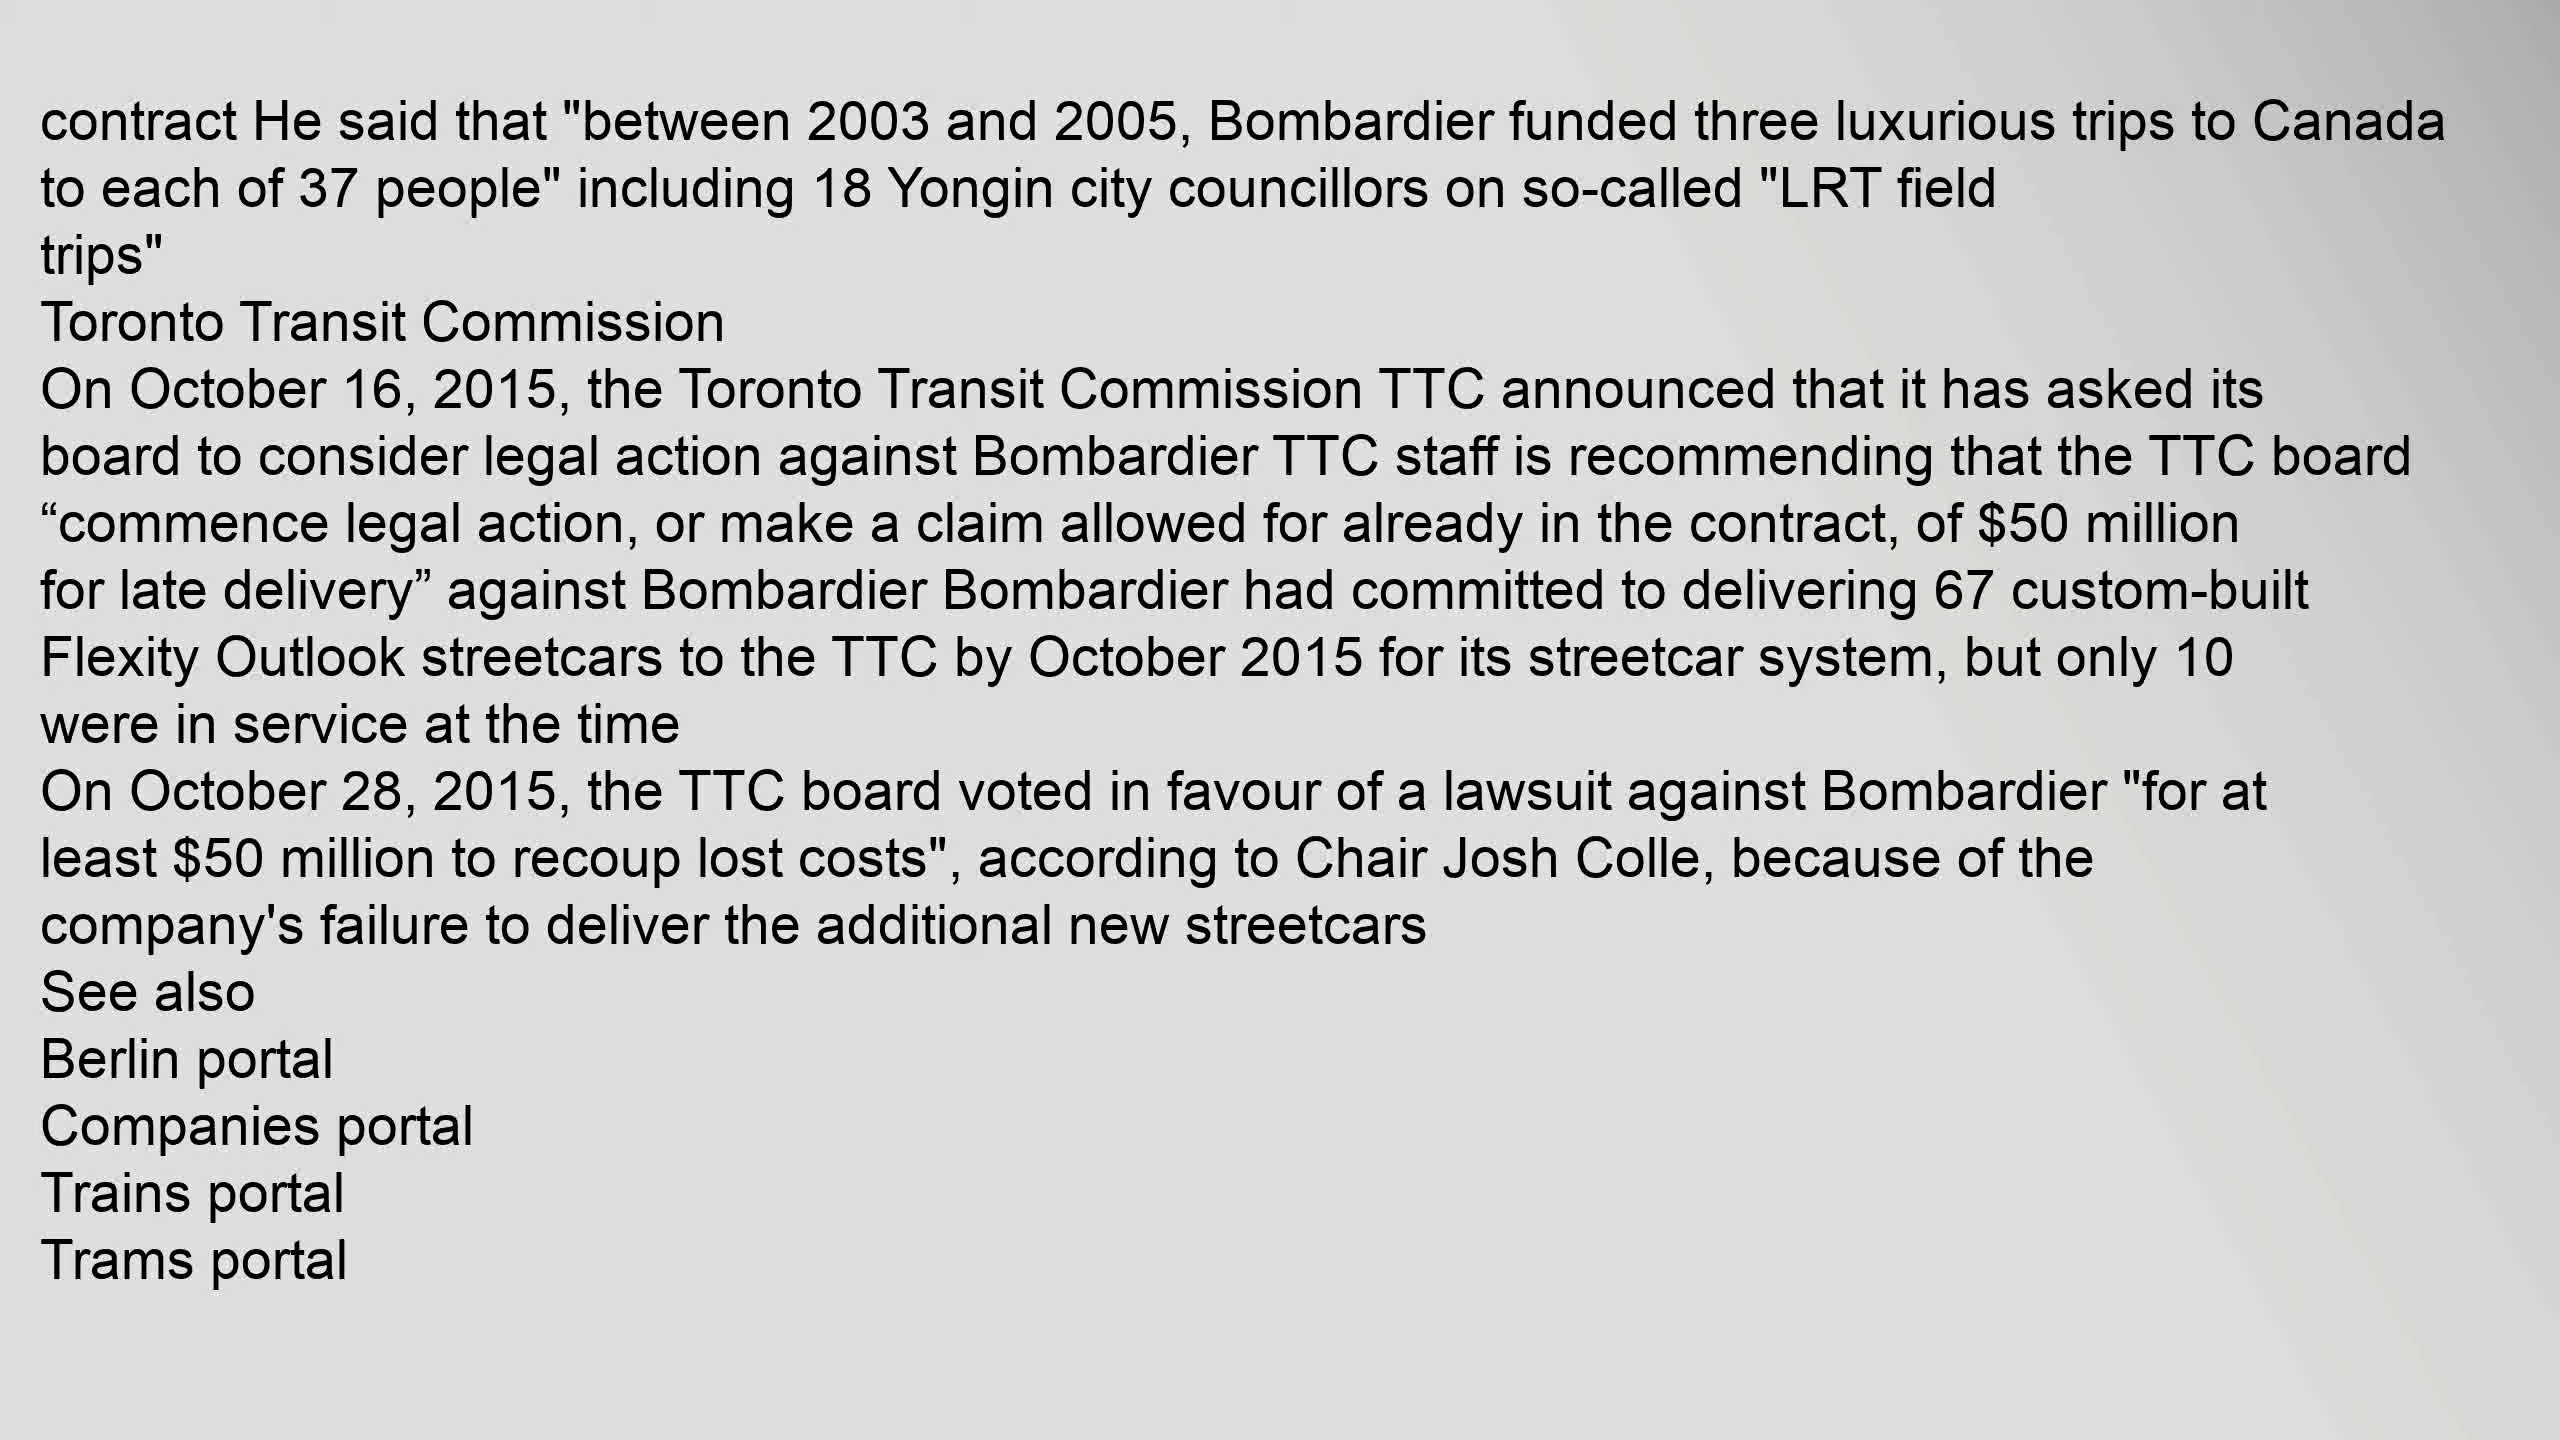 contract He said that "between 2003 and 2005, Bombardier funded three luxurious trips to Canada
to each of 37 people" including 18 Yongin city councillors on so-called "LRT field
trips"
Toronto Transit Commission
On October 16, 2015, the Toronto Transit Commission TTC announced that it has asked its
board to consider legal action against Bombardier TTC staff is recommending that the TTC board
“commence legal action, or make a claim allowed for already in the contract, of $50 million
for late delivery” against Bombardier Bombardier had committed to delivering 67 custom-built
Flexity Outlook streetcars to the TTC by October 2015 for its streetcar system, but only 10
were in service at the time
On October 28, 2015, the TTC board voted in favour of a lawsuit against Bombardier "for at
least $50 million to recoup lost costs", according to Chair Josh Colle, because of the
company's failure to deliver the additional new streetcars
See also
Berlin portal
Companies portal
Trains portal
Trams portal